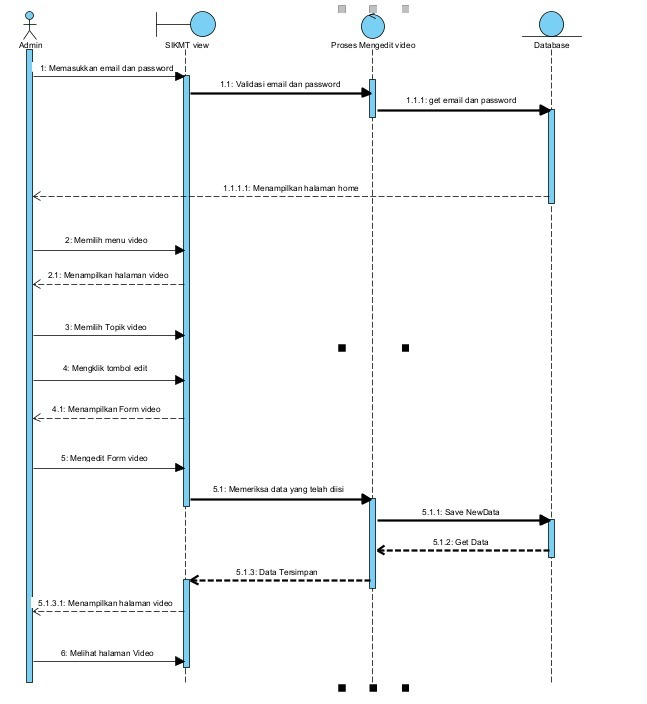 Admin
SIKMT view
Proses Mengedit video
Database
1: Memasukkan email dan password
1.1: Validasi email dan password
1.1.1: get email dan password
1.1.1.1: Menampilkan halaman home
2: Memilih menu video
2.1: Menampilkan halaman video
3: Memilih Topik video
4: Mengklik tombol edit
4.1: Menampilkan Form video
5: Mengedit Form video
5.1: Memeriksa data yang telah diisi
5.1.1: Save NewData
5.1.2: Get Data
5.1.3: Data Tersimpan
5.1.3.1: Menampilkan halaman video
6: Melihat halaman Video